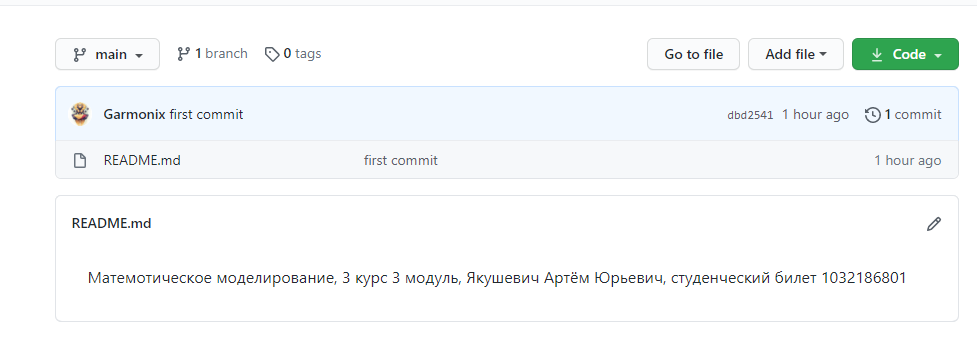 main 1 branch 0 tags Go to file Add file Code
Garmonix first commit dbd2541 1 hour ago 1 commit
README.md first commit 1 hour ago
README.md
Матемотическое моделирование, 3 курс 3 модуль, Якушевич Артём Юрьевич, студенческий билет 1032186801